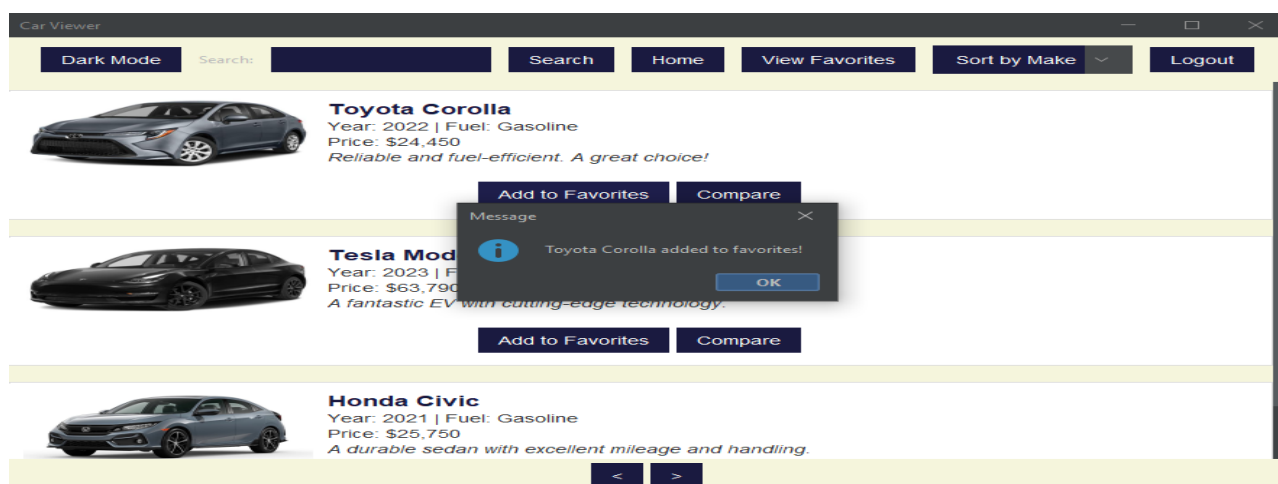 Car Viewer
Dark Mode Search: Search Home View Favorites Sort by Make Logout
Toyota Corolla
Year: 2022 | Fuel: Gasoline
Price: $24,450
Reliable and fuel-efficient. A great choice!
Add to Favorites Compare
Message
Toyota Corolla added to favorites!
OK
Tesla Mod
Year: 2023 | F
Price: $63,790
A fantastic EV with cutting-edge technology.
Add to Favorites Compare
Honda Civic
Year: 2021 | Fuel: Gasoline
Price: $25,750
A durable sedan with excellent mileage and handling.
< >